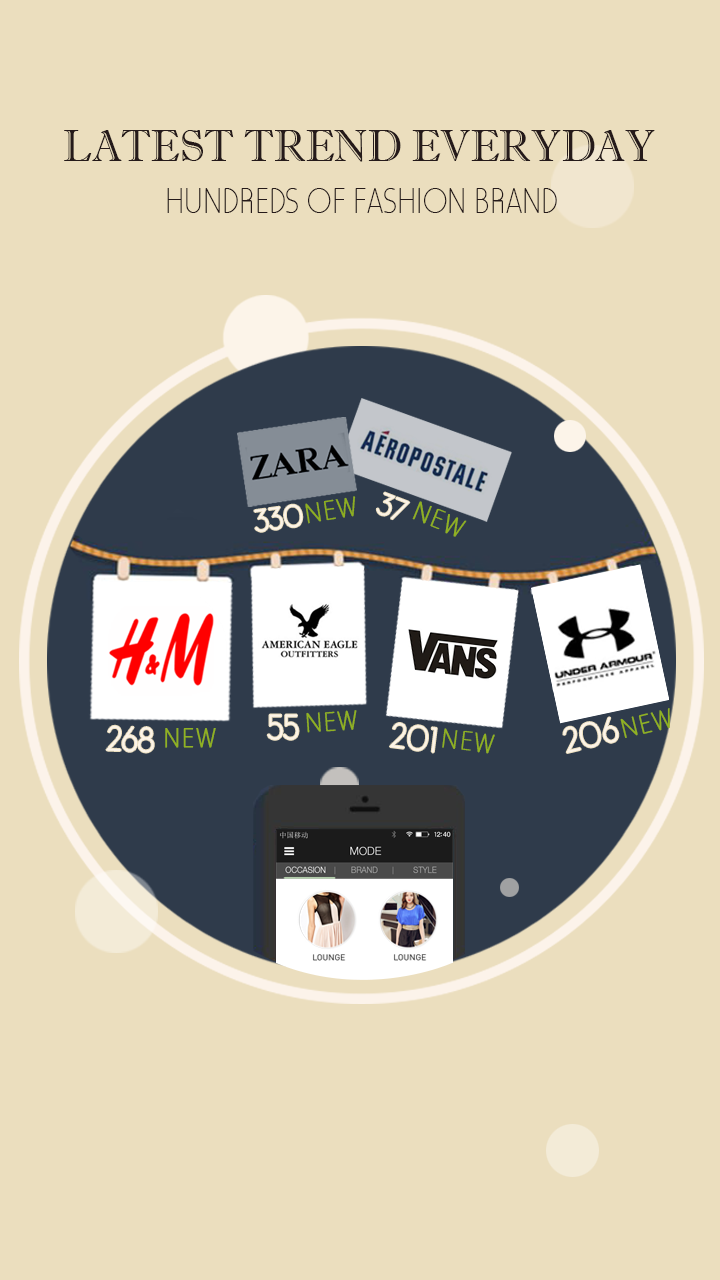 LATEST TREND EVERYDAY
HUNDREDS OF FASHION BRAND
ZARA
330 NEW
AÉROPOSTALE
37 NEW
H&M
268 NEW
AMERICAN EAGLE
OUTFITTERS
55 NEW
VANS
201 NEW
UNDER ARMOUR
PERFORMANCE APPAREL
206 NEW
中国移动 12:40
MODE
OCCASION | BRAND | STYLE
LOUNGE LOUNGE